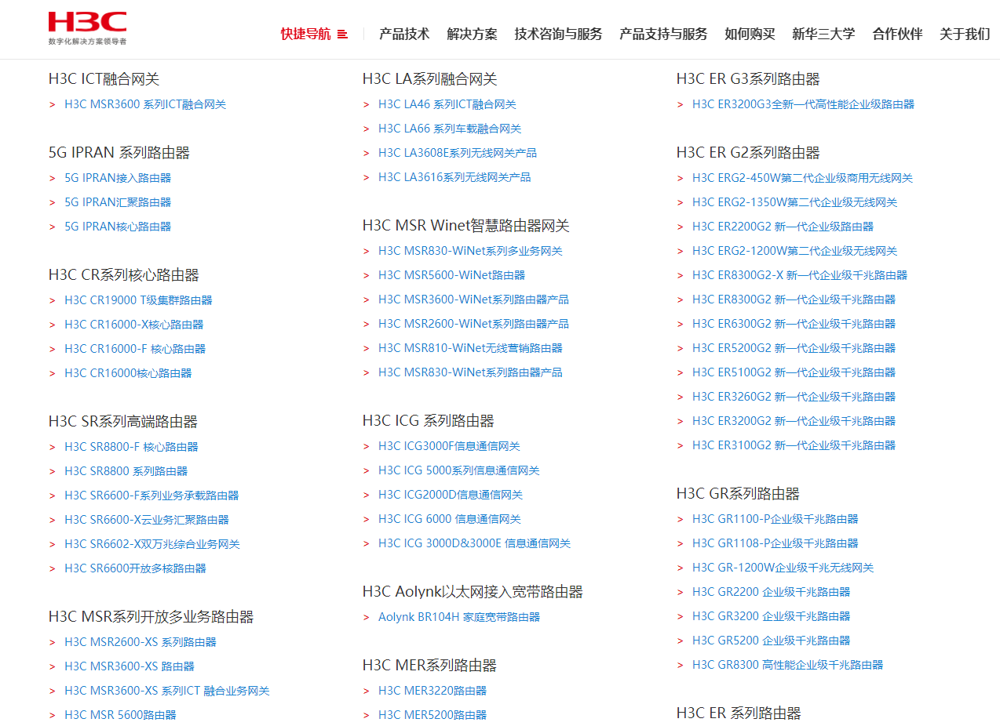 H3C
数字化解决方案领导者
快捷导航
产品技术
解决方案
技术咨询与服务
产品支持与服务
如何购买
新华三大学
合作伙伴
关于我们
H3C ICT融合网关
> H3C MSR3600 系列ICT融合网关
5G IPRAN 系列路由器
> 5G IPRAN接入路由器
> 5G IPRAN汇聚路由器
> 5G IPRAN核心路由器
H3C CR系列核心路由器
> H3C CR19000 T级集群路由器
> H3C CR16000-X核心路由器
> H3C CR16000-F 核心路由器
> H3C CR16000核心路由器
H3C SR系列高端路由器
> H3C SR8800-F 核心路由器
> H3C SR8800 系列路由器
> H3C SR6600-F系列业务承载路由器
> H3C SR6600-X云业务汇聚路由器
> H3C SR6602-X双万兆综合业务网关
> H3C SR6600开放多核路由器
H3C MSR系列开放多业务路由器
> H3C MSR2600-XS 系列路由器
> H3C MSR3600-XS 路由器
> H3C MSR3600-XS 系列ICT 融合业务网关
> H3C MSR 5600路由器
H3C LA系列融合网关
> H3C LA46 系列ICT融合网关
> H3C LA66 系列车载融合网关
> H3C LA3608E系列无线网关产品
> H3C LA3616系列无线网关产品
H3C MSR Winet智慧路由器网关
> H3C MSR830-WiNet系列多业务网关
> H3C MSR5600-WiNet路由器
> H3C MSR3600-WiNet系列路由器产品
> H3C MSR2600-WiNet系列路由器产品
> H3C MSR810-WiNet无线营销路由器
> H3C MSR830-WiNet系列路由器产品
H3C ICG 系列路由器
> H3C ICG3000F信息通信网关
> H3C ICG 5000系列信息通信网关
> H3C ICG2000D信息通信网关
> H3C ICG 6000 信息通信网关
> H3C ICG 3000D&3000E 信息通信网关
H3C Aolynk以太网接入宽带路由器
> Aolynk BR104H 家庭宽带路由器
H3C MER系列路由器
> H3C MER3220路由器
> H3C MER5200路由器
H3C ER G3系列路由器
> H3C ER3200G3全新一代高性能企业级路由器
H3C ER G2系列路由器
> H3C ERG2-450W第二代企业级商用无线网关
> H3C ERG2-1350W第二代企业级无线网关
> H3C ER2200G2 新一代企业级路由器
> H3C ERG2-1200W第二代企业级无线网关
> H3C ER8300G2-X 新一代企业级千兆路由器
> H3C ER8300G2 新一代企业级千兆路由器
> H3C ER6300G2 新一代企业级千兆路由器
> H3C ER5200G2 新一代企业级千兆路由器
> H3C ER5100G2 新一代企业级千兆路由器
> H3C ER3260G2 新一代企业级千兆路由器
> H3C ER3200G2 新一代企业级千兆路由器
> H3C ER3100G2 新一代企业级千兆路由器
H3C GR系列路由器
> H3C GR1100-P企业级千兆路由器
> H3C GR1108-P企业级千兆路由器
> H3C GR-1200W企业级千兆无线网关
> H3C GR2200 企业级千兆路由器
> H3C GR3200 企业级千兆路由器
> H3C GR5200 企业级千兆路由器
> H3C GR8300 高性能企业级千兆路由器
H3C ER 系列路由器